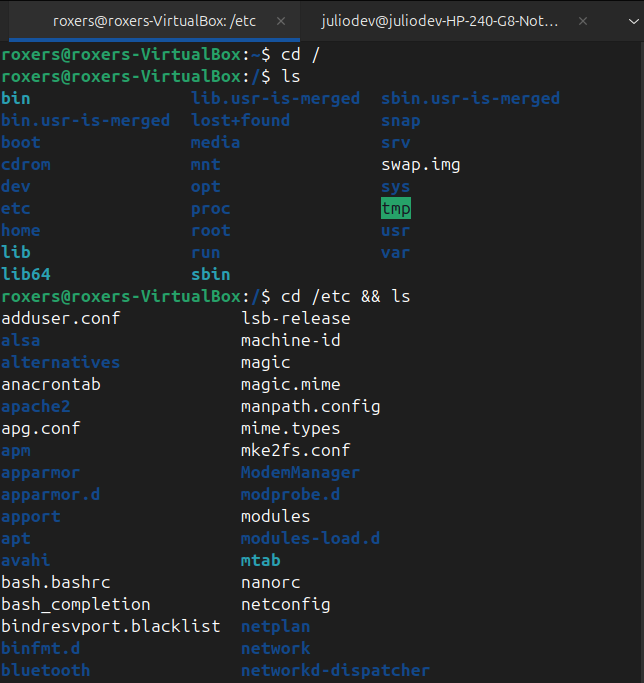 roxers@roxers-VirtualBox: /etc × juliodev@juliodev-HP-240-G8-Not... ×
roxers@roxers-VirtualBox:~$ cd /
roxers@roxers-VirtualBox:/$ ls
bin lib.usr-is-merged sbin.usr-is-merged
bin.usr-is-merged lost+found snap
boot media srv
cdrom mnt swap.img
dev opt sys
etc proc tmp
home root usr
lib run var
lib64 sbin
roxers@roxers-VirtualBox:/$ cd /etc && ls
adduser.conf lsb-release
alsa machine-id
alternatives magic
anacrontab magic.mime
apache2 manpath.config
apg.conf mime.types
apm mke2fs.conf
apparmor ModemManager
apparmor.d modprobe.d
apport modules
apt modules-load.d
avahi mtab
bash.bashrc nanorc
bash_completion netconfig
bindresvport.blacklist netplan
binfmt.d network
bluetooth networkd-dispatcher